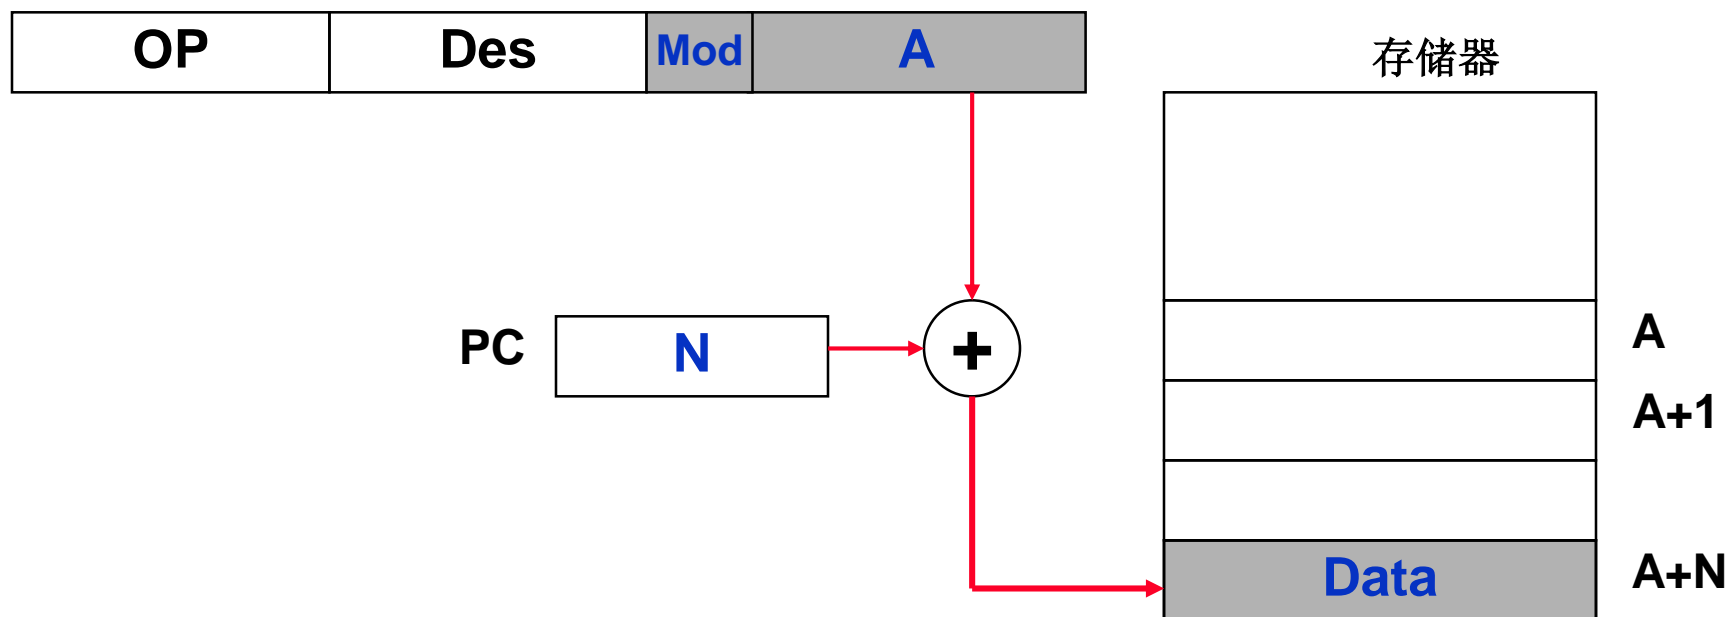 OP Des Mod A
存储器
A
PC N +
A+1
Data A+N